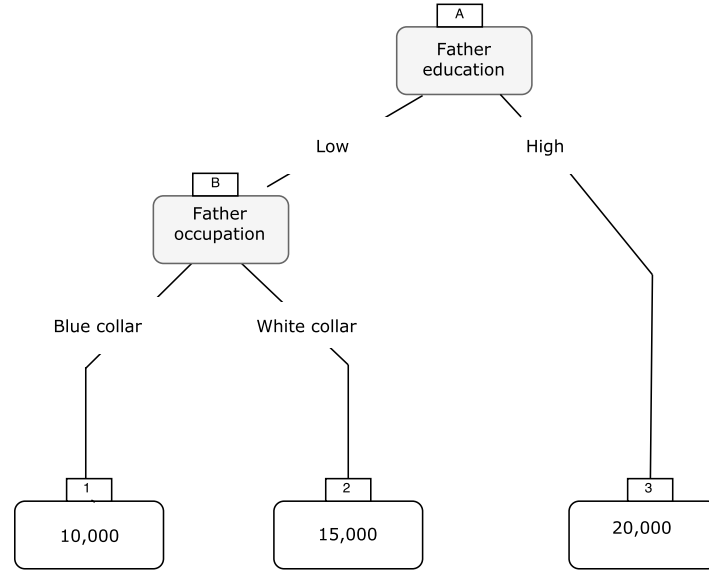 A
Father
education
Low
High
B
Father
occupation
Blue collar
White collar
1
2
3
10,000
15,000
20,000